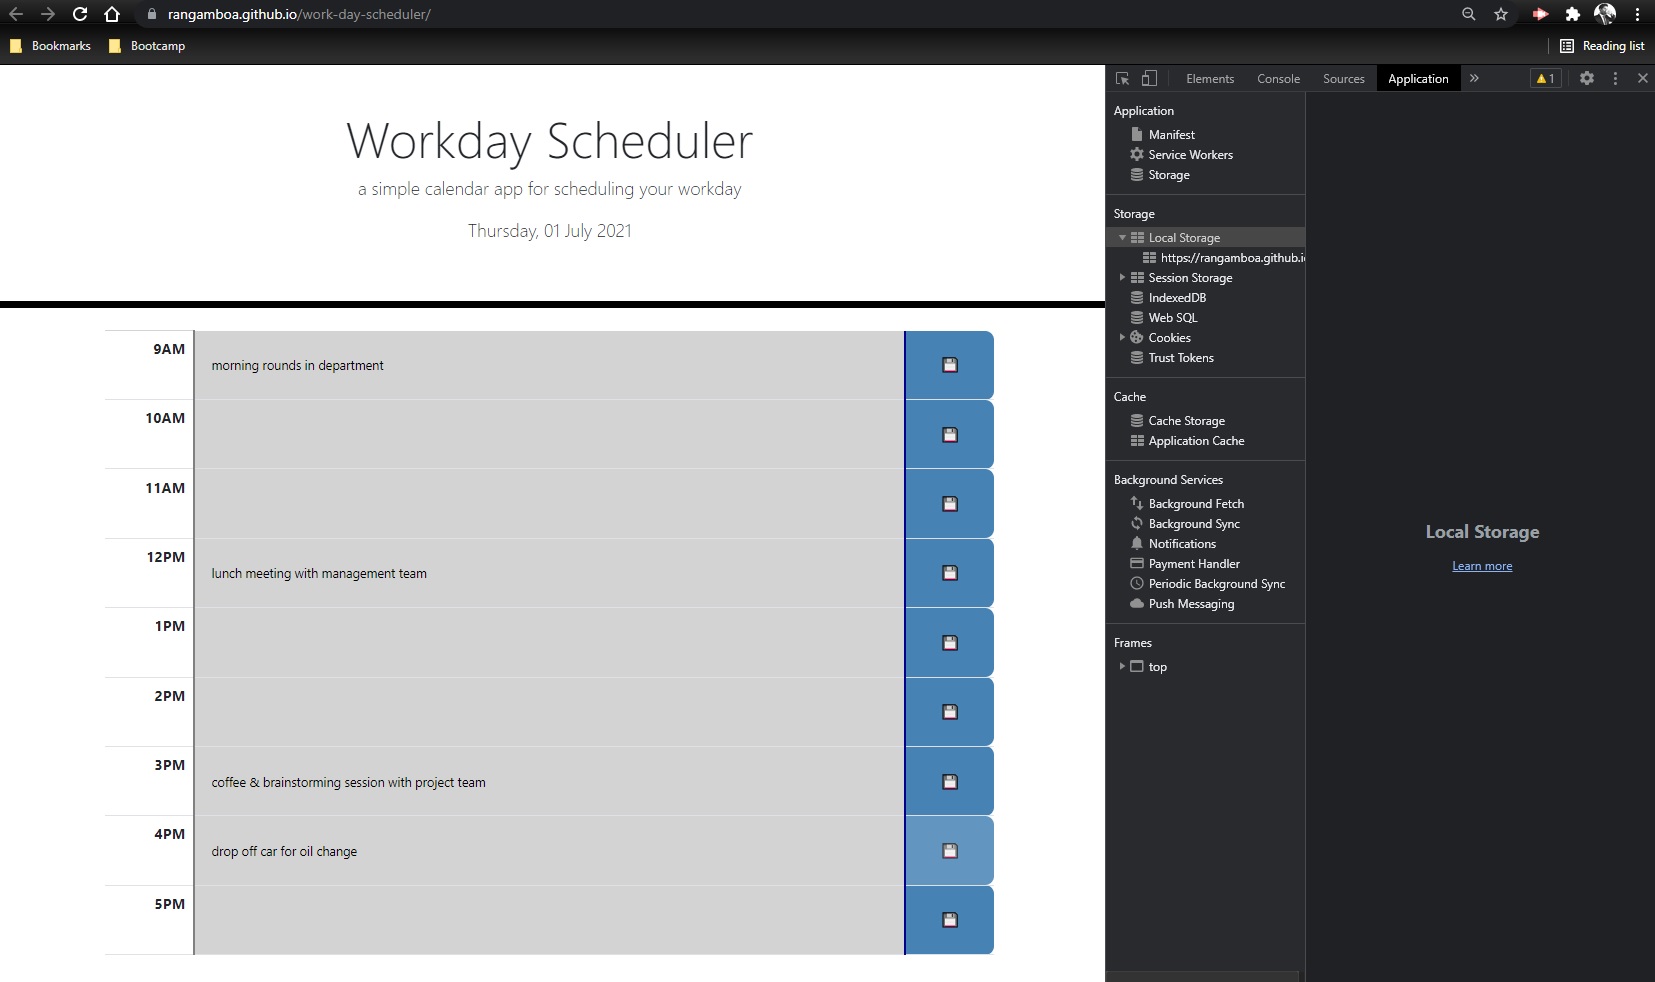 rangamboa.github.io/work-day-scheduler/
Bookmarks Bootcamp Reading list
Workday Scheduler
a simple calendar app for scheduling your workday
Thursday, 01 July 2021
9AM morning rounds in department
10AM
11AM
12PM lunch meeting with management team
1PM
2PM
3PM coffee & brainstorming session with project team
4PM drop off car for oil change
5PM
Elements Console Sources Application » 1
Application
Manifest
Service Workers
Storage
Storage
Local Storage
https://rangamboa.github.i
Session Storage
IndexedDB
Web SQL
Cookies
Trust Tokens
Cache
Cache Storage
Application Cache
Background Services
Background Fetch
Background Sync
Notifications
Payment Handler
Periodic Background Sync
Push Messaging
Frames
top
Local Storage
Learn more